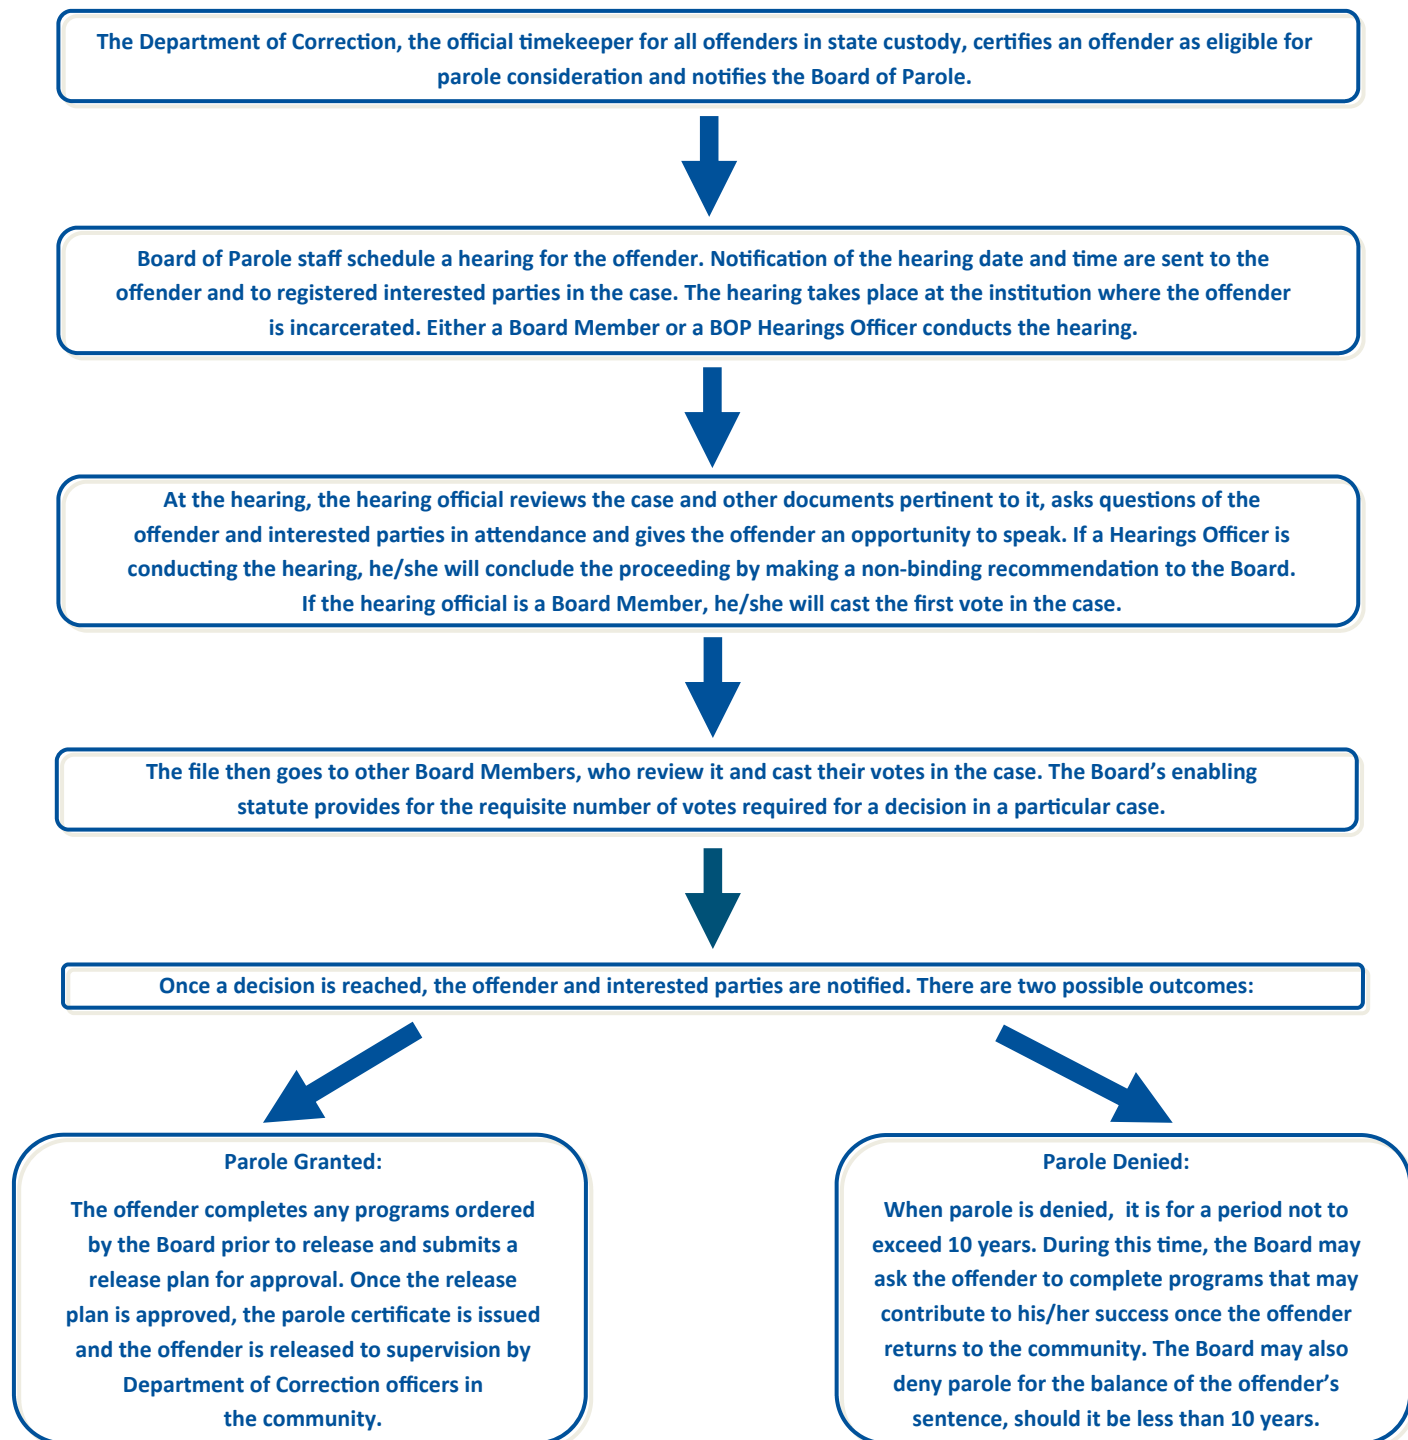 The Department of Correction, the official timekeeper for all offenders in state custody, certifies an offender as eligible for
parole consideration and notifies the Board of Parole.
Board of Parole staff schedule a hearing for the offender. Notification of the hearing date and time are sent to the
offender and to registered interested parties in the case. The hearing takes place at the institution where the offender
is incarcerated. Either a Board Member or a BOP Hearings Officer conducts the hearing.
At the hearing, the hearing official reviews the case and other documents pertinent to it, asks questions of the
offender and interested parties in attendance and gives the offender an opportunity to speak. If a Hearings Officer is
conducting the hearing, he/she will conclude the proceeding by making a non-binding recommendation to the Board.
If the hearing official is a Board Member, he/she will cast the first vote in the case.
The file then goes to other Board Members, who review it and cast their votes in the case. The Board’s enabling
statute provides for the requisite number of votes required for a decision in a particular case.
Once a decision is reached, the offender and interested parties are notified. There are two possible outcomes:
Parole Granted:
The offender completes any programs ordered
by the Board prior to release and submits a
release plan for approval. Once the release
plan is approved, the parole certificate is issued
and the offender is released to supervision by
Department of Correction officers in
the community.
Parole Denied:
When parole is denied,  it is for a period not to
exceed 10 years. During this time, the Board may
ask the offender to complete programs that may
contribute to his/her success once the offender
returns to the community. The Board may also
deny parole for the balance of the offender’s
sentence, should it be less than 10 years.